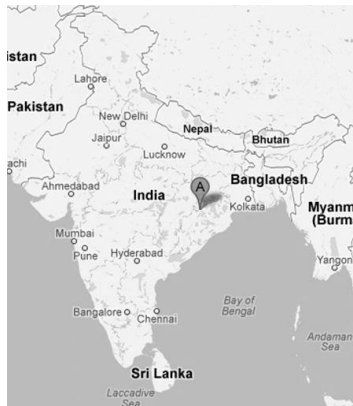 istan
Lahore
Pakistan
New Delhi
Nepal
Bhutan
Jaipur
Lucknow
achi
Ahmedabad
India
A
Bangladesh
Kolkata
Myanm
(Burm
Mumbai
Pune
Hyderabad
Yangon
Bay of
Bengal
Bangalore
Chennai
Andaman
Sea
Sri Lanka
Laccadive
Sea